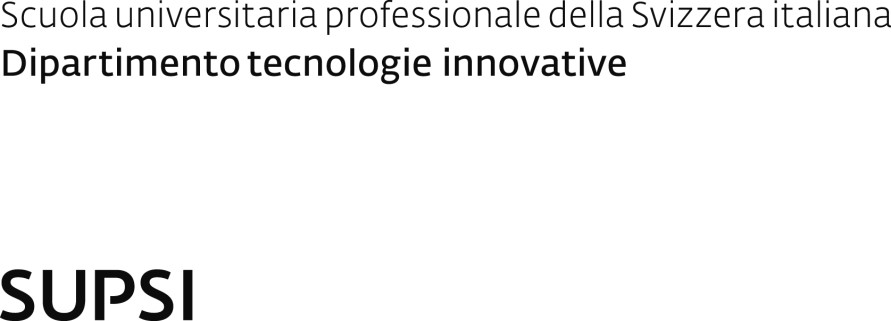 Scuola universitaria professionale della Svizzera italiana
Dipartimento tecnologie innovative
SUPSI